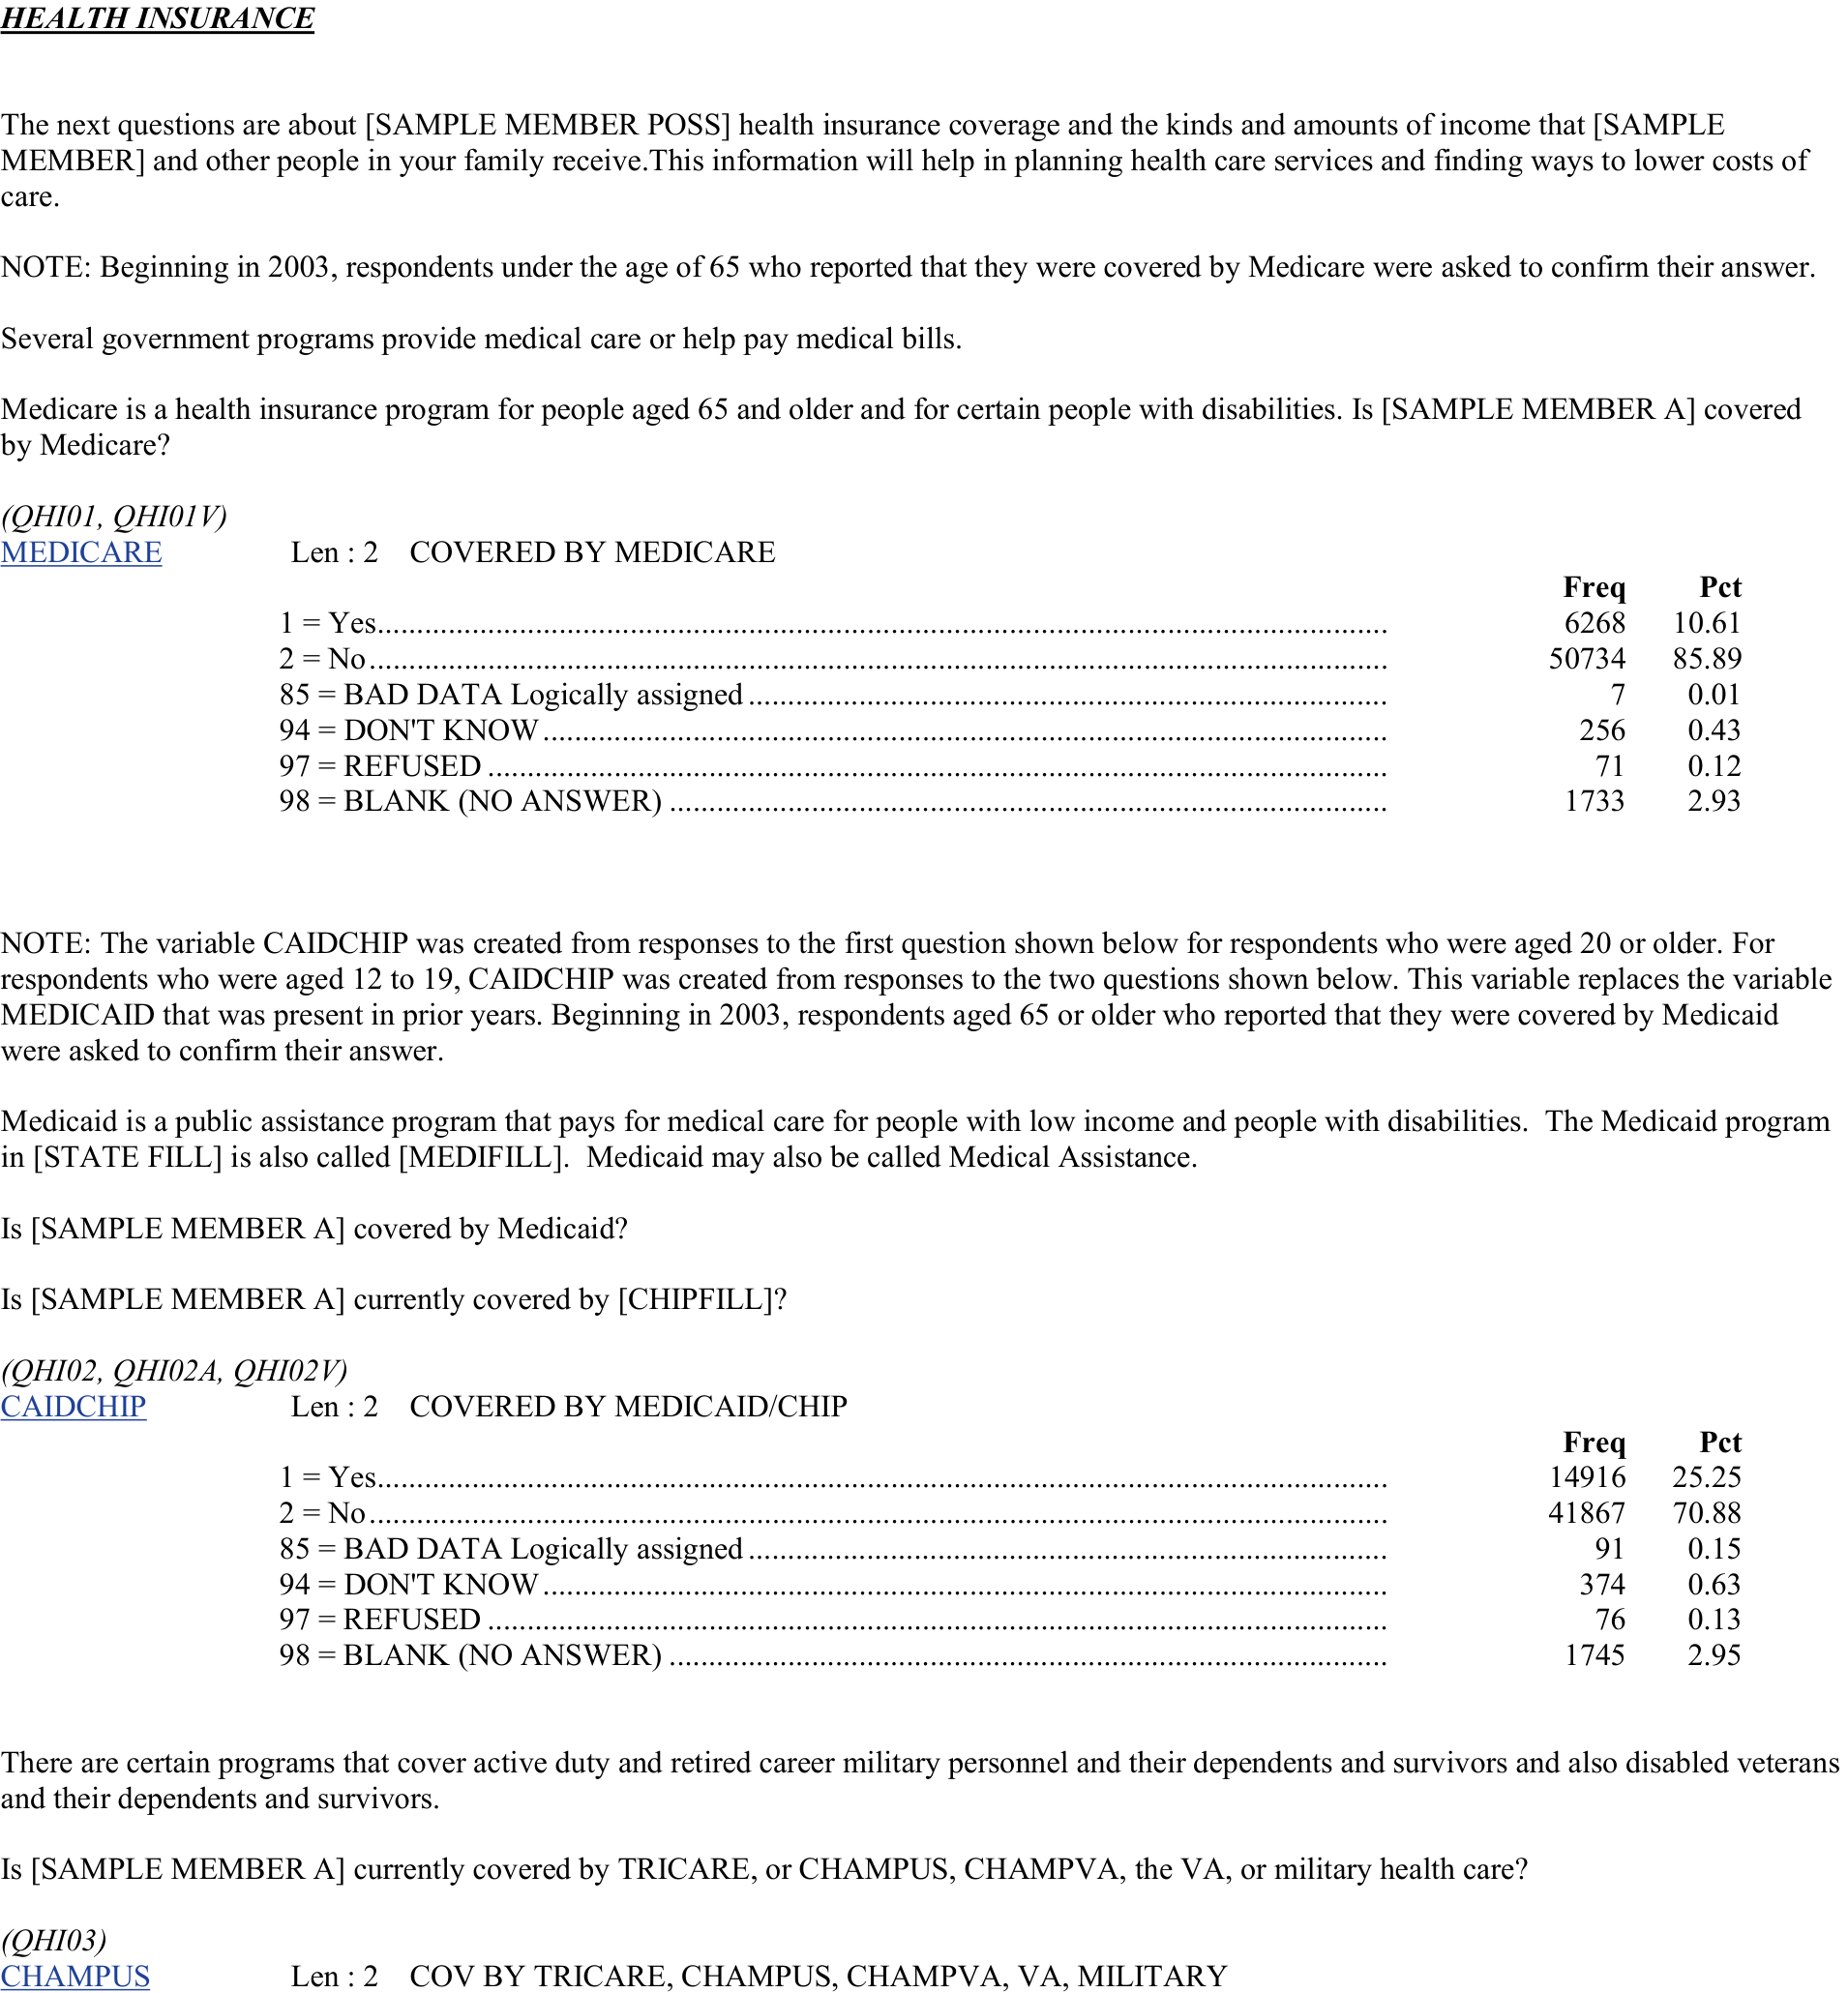 HEALTH INSURANCE
The next questions are about [SAMPLE MEMBER POSS] health insurance coverage and the kinds and amounts of income that [SAMPLE
MEMBER] and other people in your family receive.This information will help in planning health care services and finding ways to lower costs of
care.
NOTE: Beginning in 2003, respondents under the age of 65 who reported that they were covered by Medicare were asked to confirm their answer.
Several government programs provide medical care or help pay medical bills.
Medicare is a health insurance program for people aged 65 and older and for certain people with disabilities. Is [SAMPLE MEMBER A] covered
by Medicare?
(QHI01, QHI01V)
MEDICARE Len : 2 COVERED BY MEDICARE
Freq Pct
1 = Yes........ 6268 10.61
2 = No........ 50734 85.89
85 = BAD DATA Logically assigned........ 7 0.01
94 = DON'T KNOW........ 256 0.43
97 = REFUSED........ 71 0.12
98 = BLANK (NO ANSWER)........ 1733 2.93
NOTE: The variable CAIDCHIP was created from responses to the first question shown below for respondents who were aged 20 or older. For
respondents who were aged 12 to 19, CAIDCHIP was created from responses to the two questions shown below. This variable replaces the variable
MEDICAID that was present in prior years. Beginning in 2003, respondents aged 65 or older who reported that they were covered by Medicaid
were asked to confirm their answer.
Medicaid is a public assistance program that pays for medical care for people with low income and people with disabilities.  The Medicaid program
in [STATE FILL] is also called [MEDIFILL].  Medicaid may also be called Medical Assistance.
Is [SAMPLE MEMBER A] covered by Medicaid?
Is [SAMPLE MEMBER A] currently covered by [CHIPFILL]?
(QHI02, QHI02A, QHI02V)
CAIDCHIP Len : 2 COVERED BY MEDICAID/CHIP
Freq Pct
1 = Yes........ 14916 25.25
2 = No........ 41867 70.88
85 = BAD DATA Logically assigned........ 91 0.15
94 = DON'T KNOW........ 374 0.63
97 = REFUSED........ 76 0.13
98 = BLANK (NO ANSWER)........ 1745 2.95
There are certain programs that cover active duty and retired career military personnel and their dependents and survivors and also disabled veterans
and their dependents and survivors.
Is [SAMPLE MEMBER A] currently covered by TRICARE, or CHAMPUS, CHAMPVA, the VA, or military health care?
(QHI03)
CHAMPUS Len : 2 COV BY TRICARE, CHAMPUS, CHAMPVA, VA, MILITARY